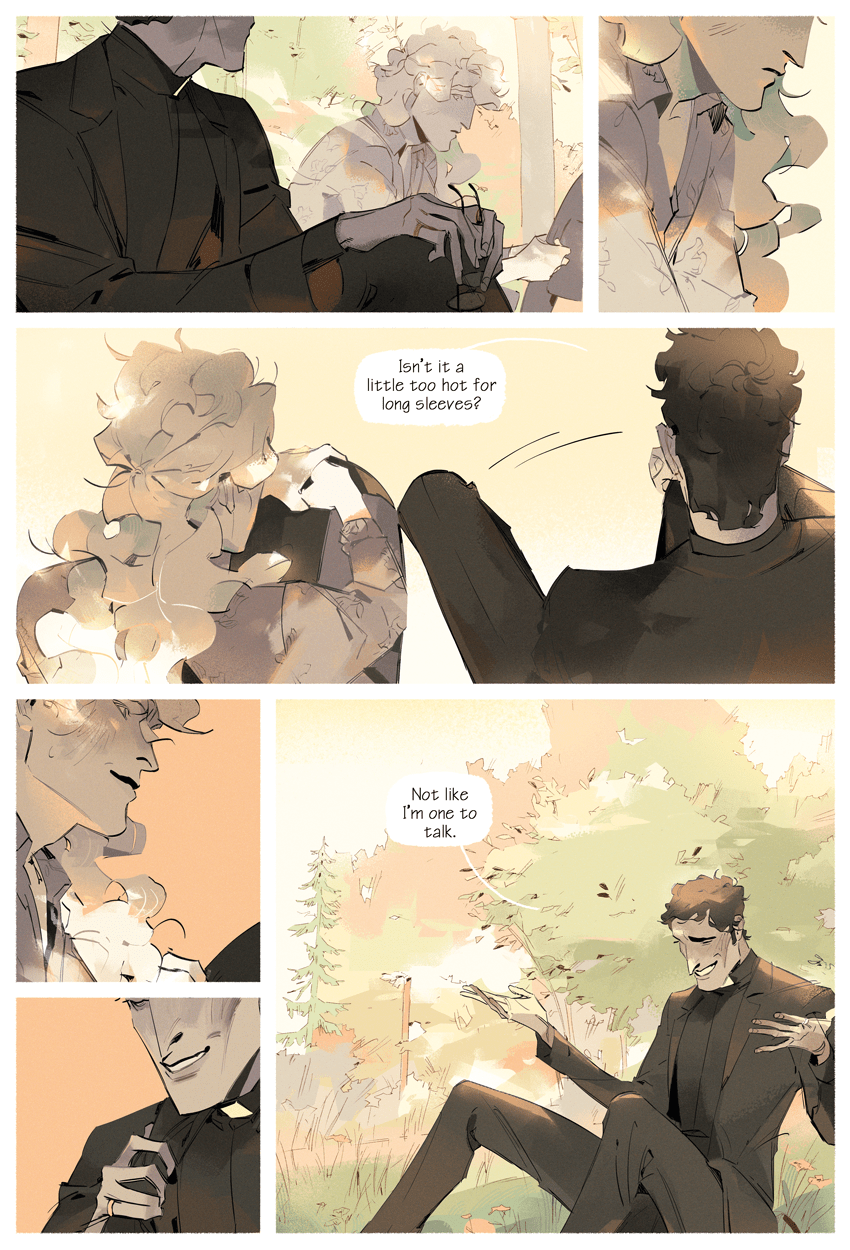 Isn't it a
little too hot for
long sleeves?
Not like
I'm one to
talk.